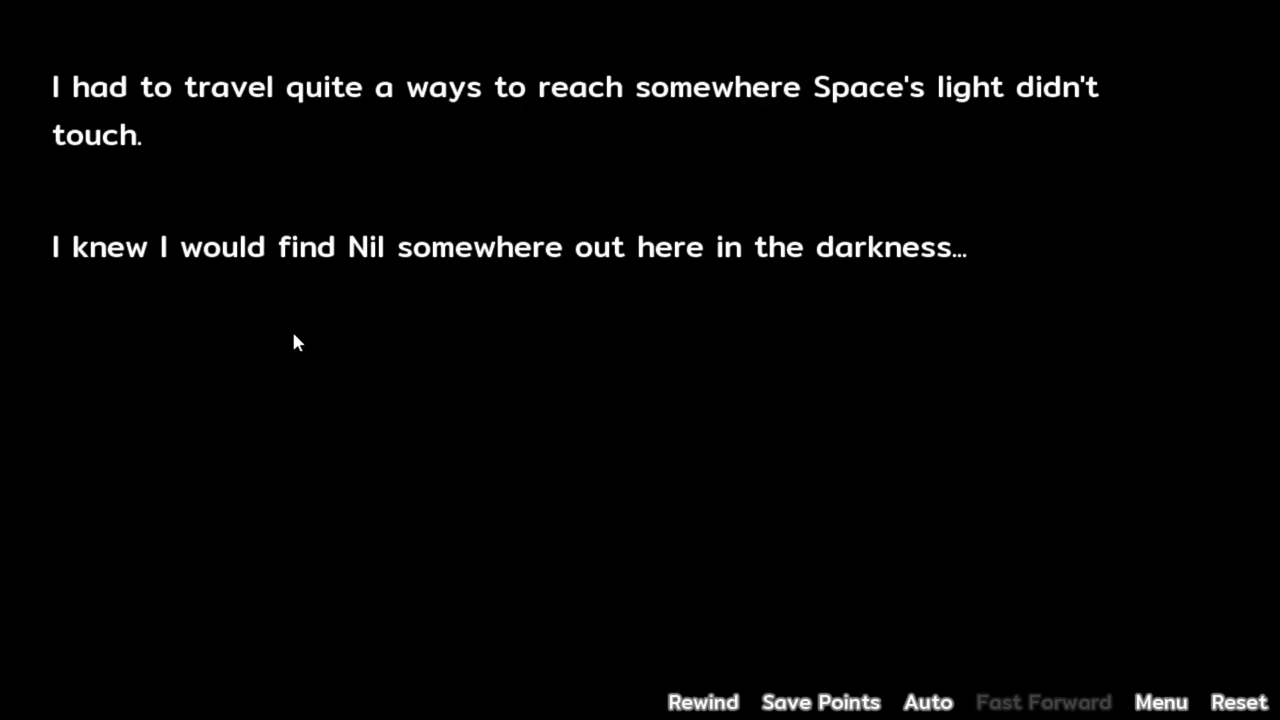 I had to travel quite a ways to reach somewhere Space's light didn't
touch.
I knew I would find Nil somewhere out here in the darkness...
Rewind Save Points Auto Fast Forward Menu Reset